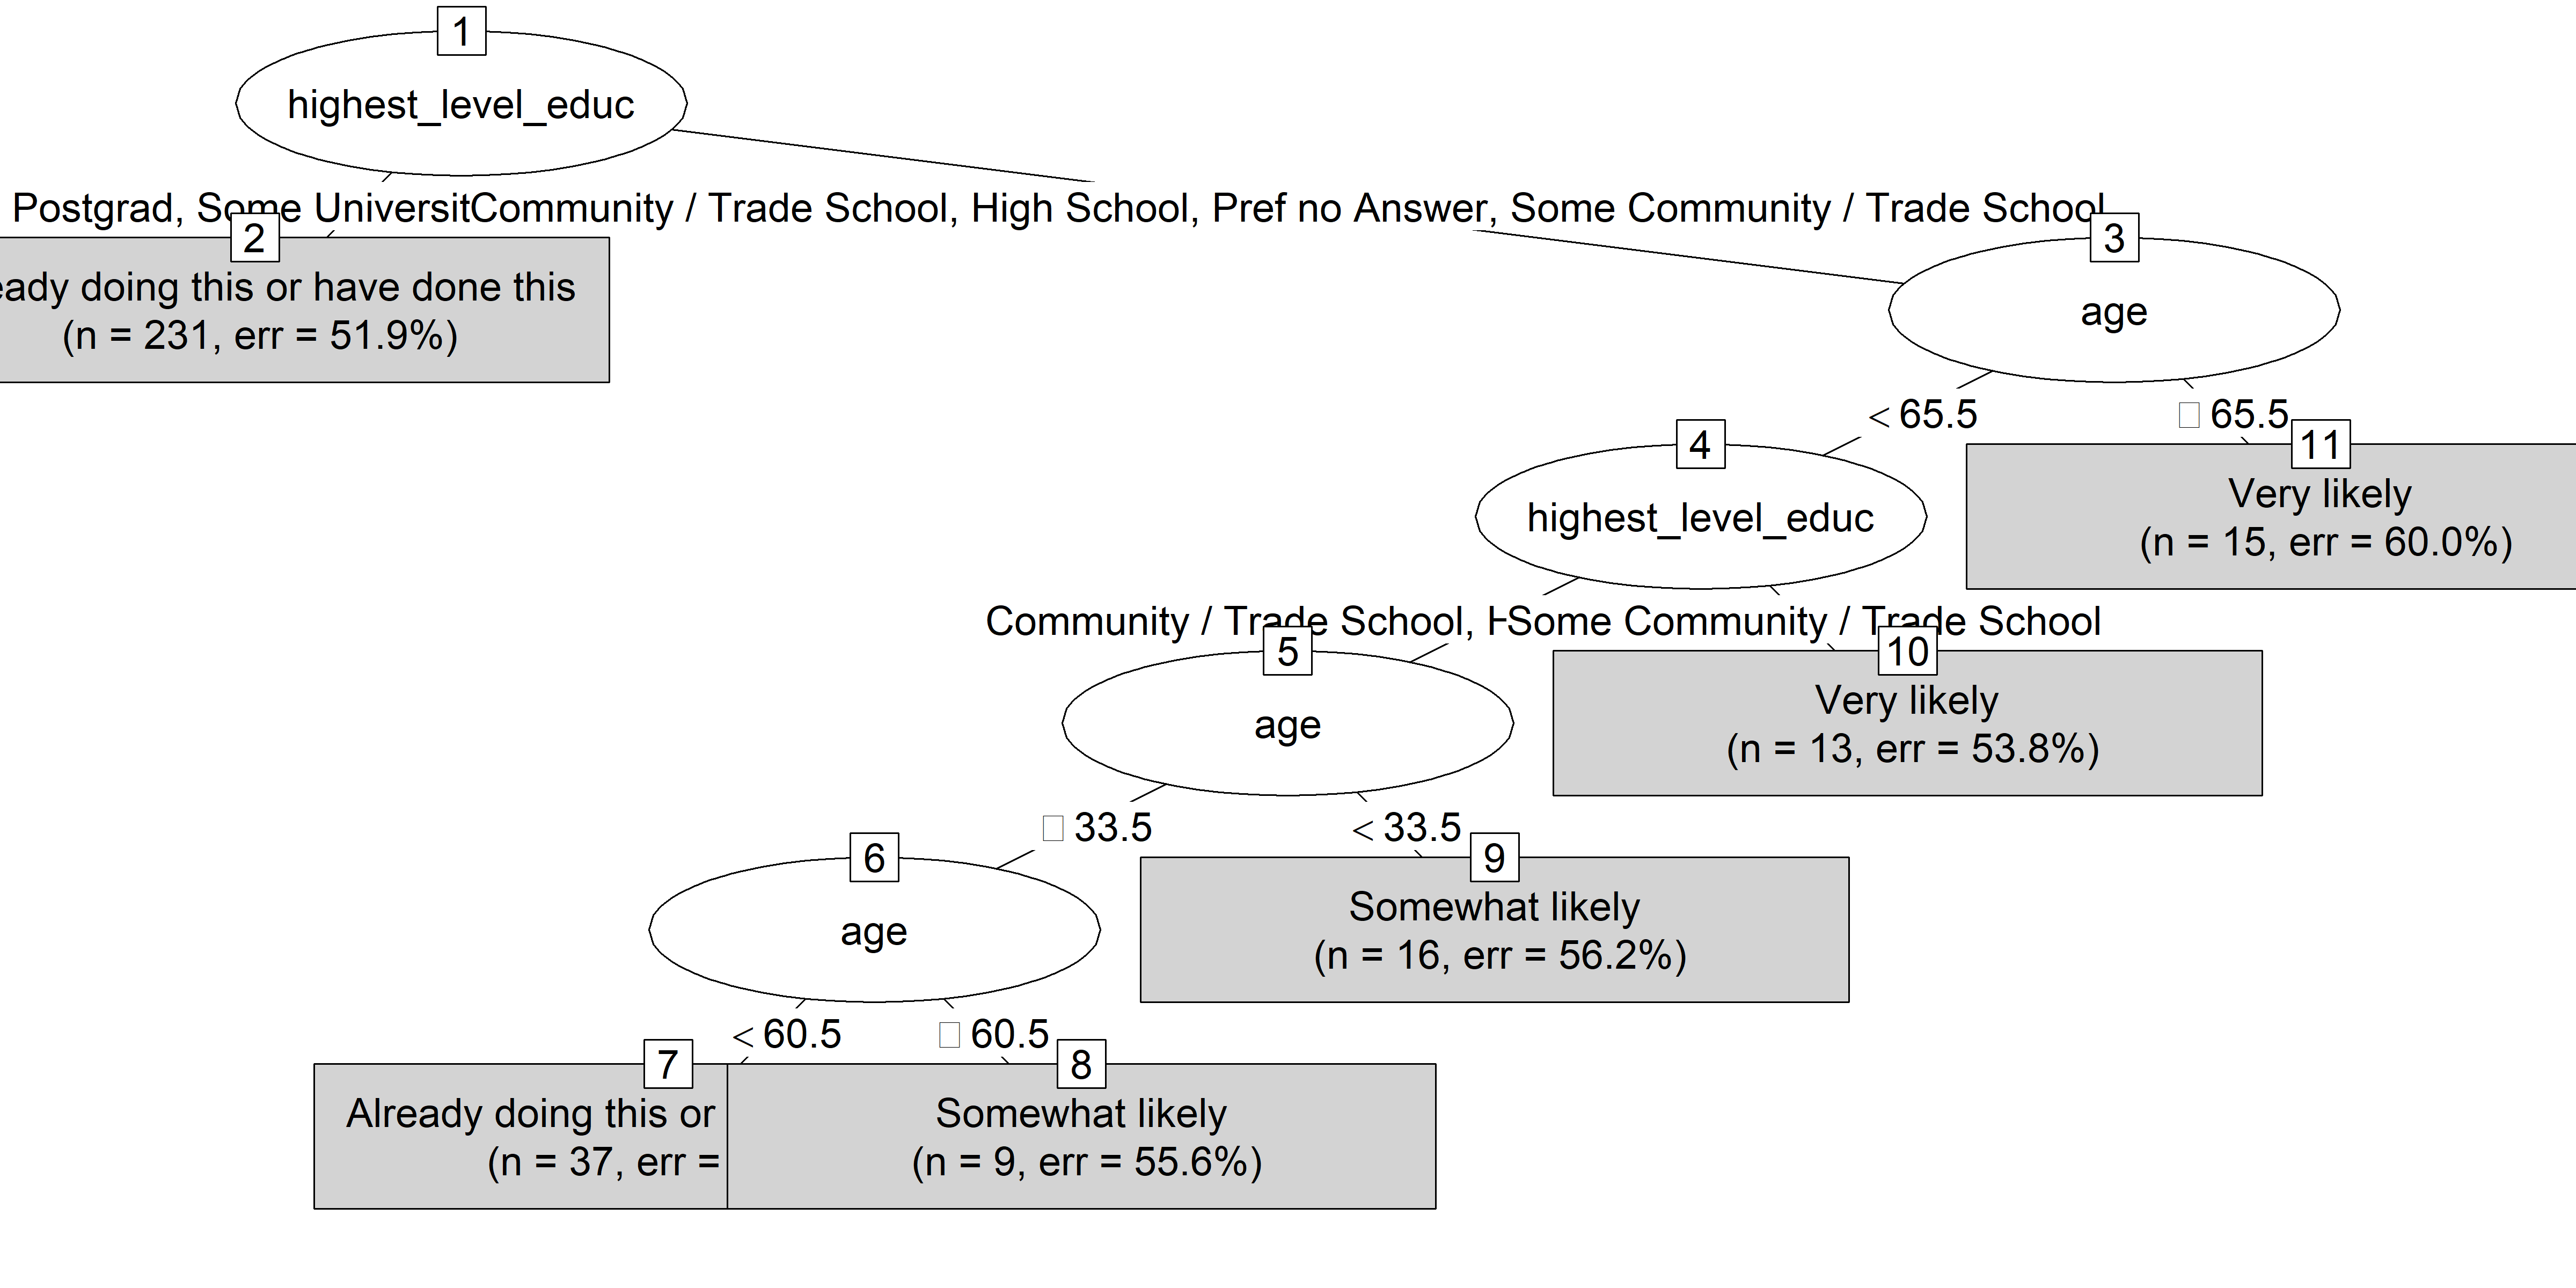 1
highest_level_educ
Postgrad, Some Universit
Community / Trade School, High School, Pref no Answer, Some Community / Trade School
2
doing this or have done this
(n = 231, err = 51.9%)
3
age
< 65.5
65.5
4
highest_level_educ
11
Very likely
(n = 15, err = 60.0%)
Community / Trade School,
Some Community / Trade School
5
age
10
Very likely
(n = 13, err = 53.8%)
33.5
< 33.5
6
age
9
Somewhat likely
(n = 16, err = 56.2%)
< 60.5
60.5
7
Already doing this or
(n = 37, err =
8
Somewhat likely
(n = 9, err = 55.6%)